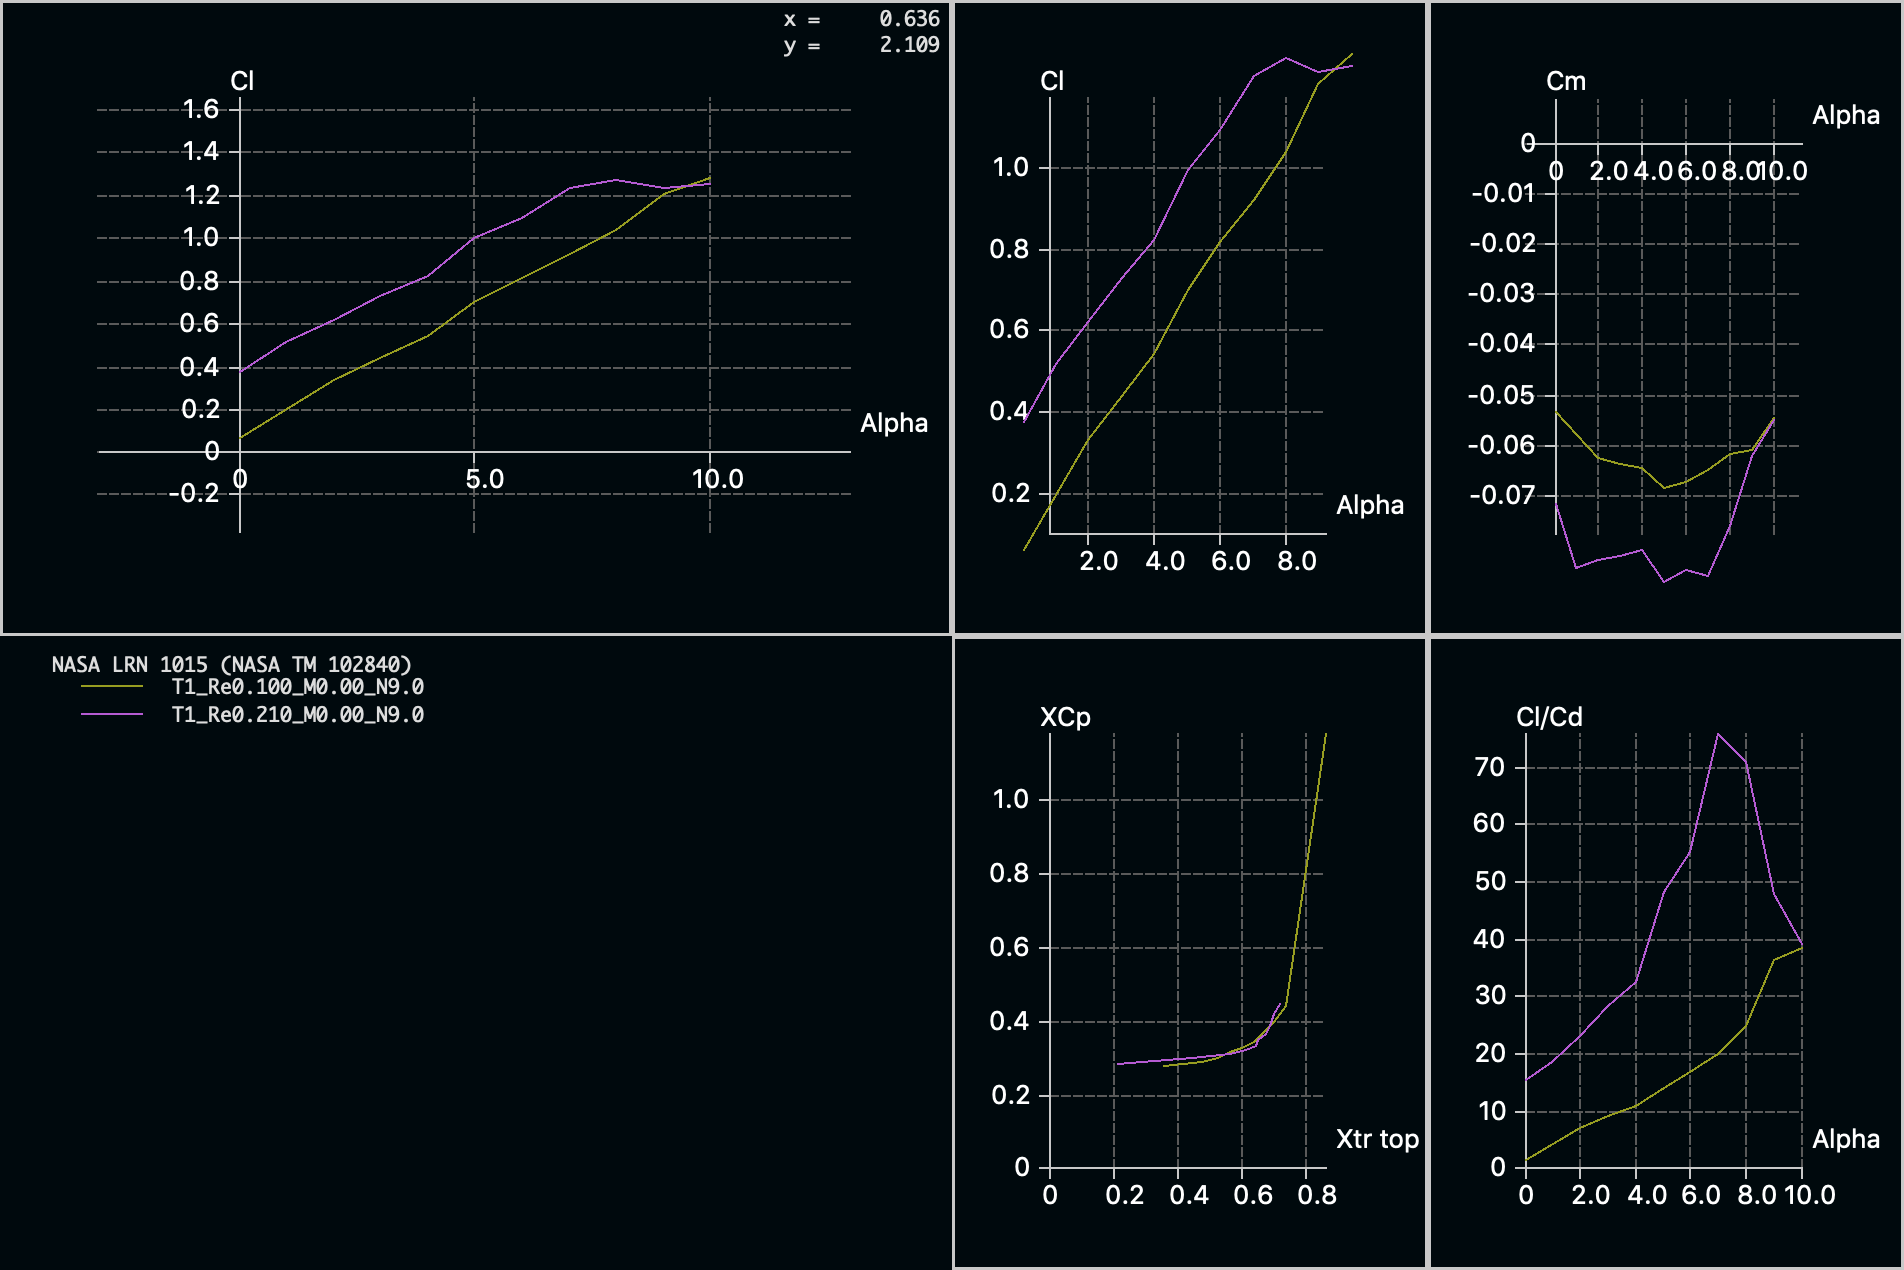 x = 0.636
y = 2.109
Cl
1.6
1.4
1.2
1.0
0.8
0.6
0.4
0.2
0
-0.2
0 5.0 10.0
Alpha
Cl
1.0
0.8
0.6
0.4
0.2
2.0 4.0 6.0 8.0
Alpha
Cm
Alpha
0
0 2.0 4.0 6.0 8.0 10.0
-0.01
-0.02
-0.03
-0.04
-0.05
-0.06
-0.07
NASA LRN 1015 (NASA TM 102840)
T1_Re0.100_M0.00_N9.0
T1_Re0.210_M0.00_N9.0
XCp
1.0
0.8
0.6
0.4
0.2
0
0 0.2 0.4 0.6 0.8
Xtr top
Cl/Cd
70
60
50
40
30
20
10
0
0 2.0 4.0 6.0 8.0 10.0
Alpha